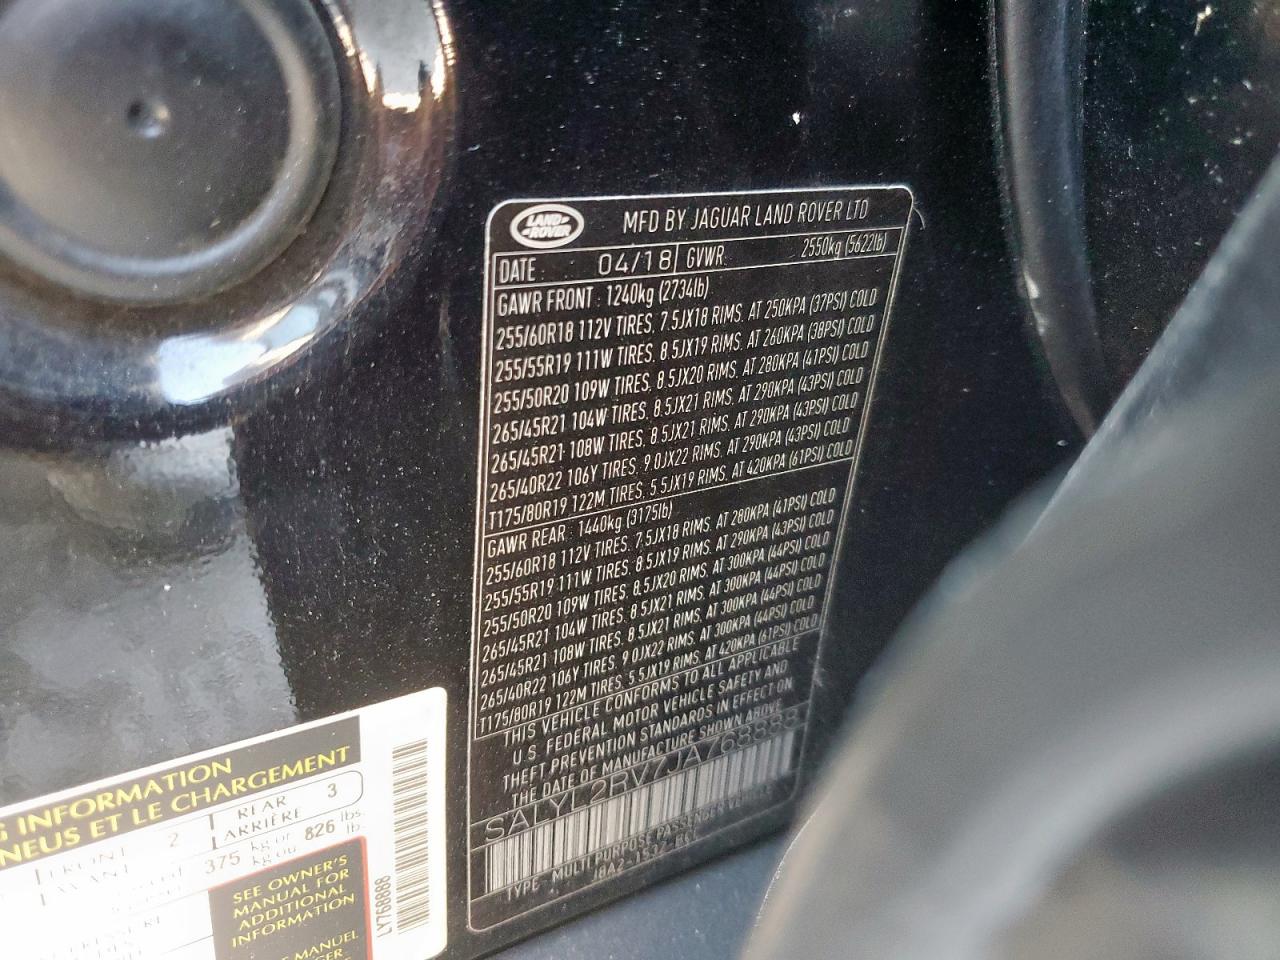 LAND ROVER MFD BY JAGUAR LAND ROVER LTD
DATE : 04/18 GVWR: 2550kg (5622lb)
GAWR FRONT : 1240kg (2734lb)
255/60R18 112V TIRES, 7.5JX18 RIMS, AT 250KPA (37PSI) COLD
255/55R19 111W TIRES, 8.5JX19 RIMS, AT 260KPA (38PSI) COLD
255/50R20 109W TIRES, 8.5JX20 RIMS, AT 280KPA (41PSI) COLD
265/45R21 104W TIRES, 8.5JX21 RIMS, AT 290KPA (43PSI) COLD
265/45R21 108W TIRES, 8.5JX21 RIMS, AT 290KPA (43PSI) COLD
265/40R22 106Y TIRES, 9.0JX22 RIMS, AT 290KPA (43PSI) COLD
T175/80R19 122M TIRES, 5.5JX19 RIMS, AT 420KPA (61PSI) COLD
GAWR REAR : 1440kg (3175lb)
255/60R18 112V TIRES, 7.5JX18 RIMS, AT 280KPA (41PSI) COLD
255/55R19 111W TIRES, 8.5JX19 RIMS, AT 290KPA (43PSI) COLD
255/50R20 109W TIRES, 8.5JX20 RIMS, AT 300KPA (44PSI) COLD
265/45R21 104W TIRES, 8.5JX21 RIMS, AT 300KPA (44PSI) COLD
265/45R21 108W TIRES, 8.5JX21 RIMS, AT 300KPA (44PSI) COLD
265/40R22 106Y TIRES, 9.0JX22 RIMS, AT 300KPA (44PSI) COLD
T175/80R19 122M TIRES, 5.5JX19 RIMS, AT 420KPA (61PSI) COLD
THIS VEHICLE CONFORMS TO ALL APPLICABLE
U.S. FEDERAL MOTOR VEHICLE SAFETY AND
THEFT PREVENTION STANDARDS IN EFFECT ON
THE DATE OF MANUFACTURE SHOWN ABOVE
SALYL2RV7JA768888
TYPE - MULTI PURPOSE PASSENGER VEHICLE
G INFORMATION
NEUS ET LE CHARGEMENT
FRONT 2 REAR 3
AVANT ARRIÈRE
375 kg or 826 lbs.
kg ou lb.
SEE OWNER'S
MANUAL FOR
ADDITIONAL
INFORMATION
MANUEL
LY768888